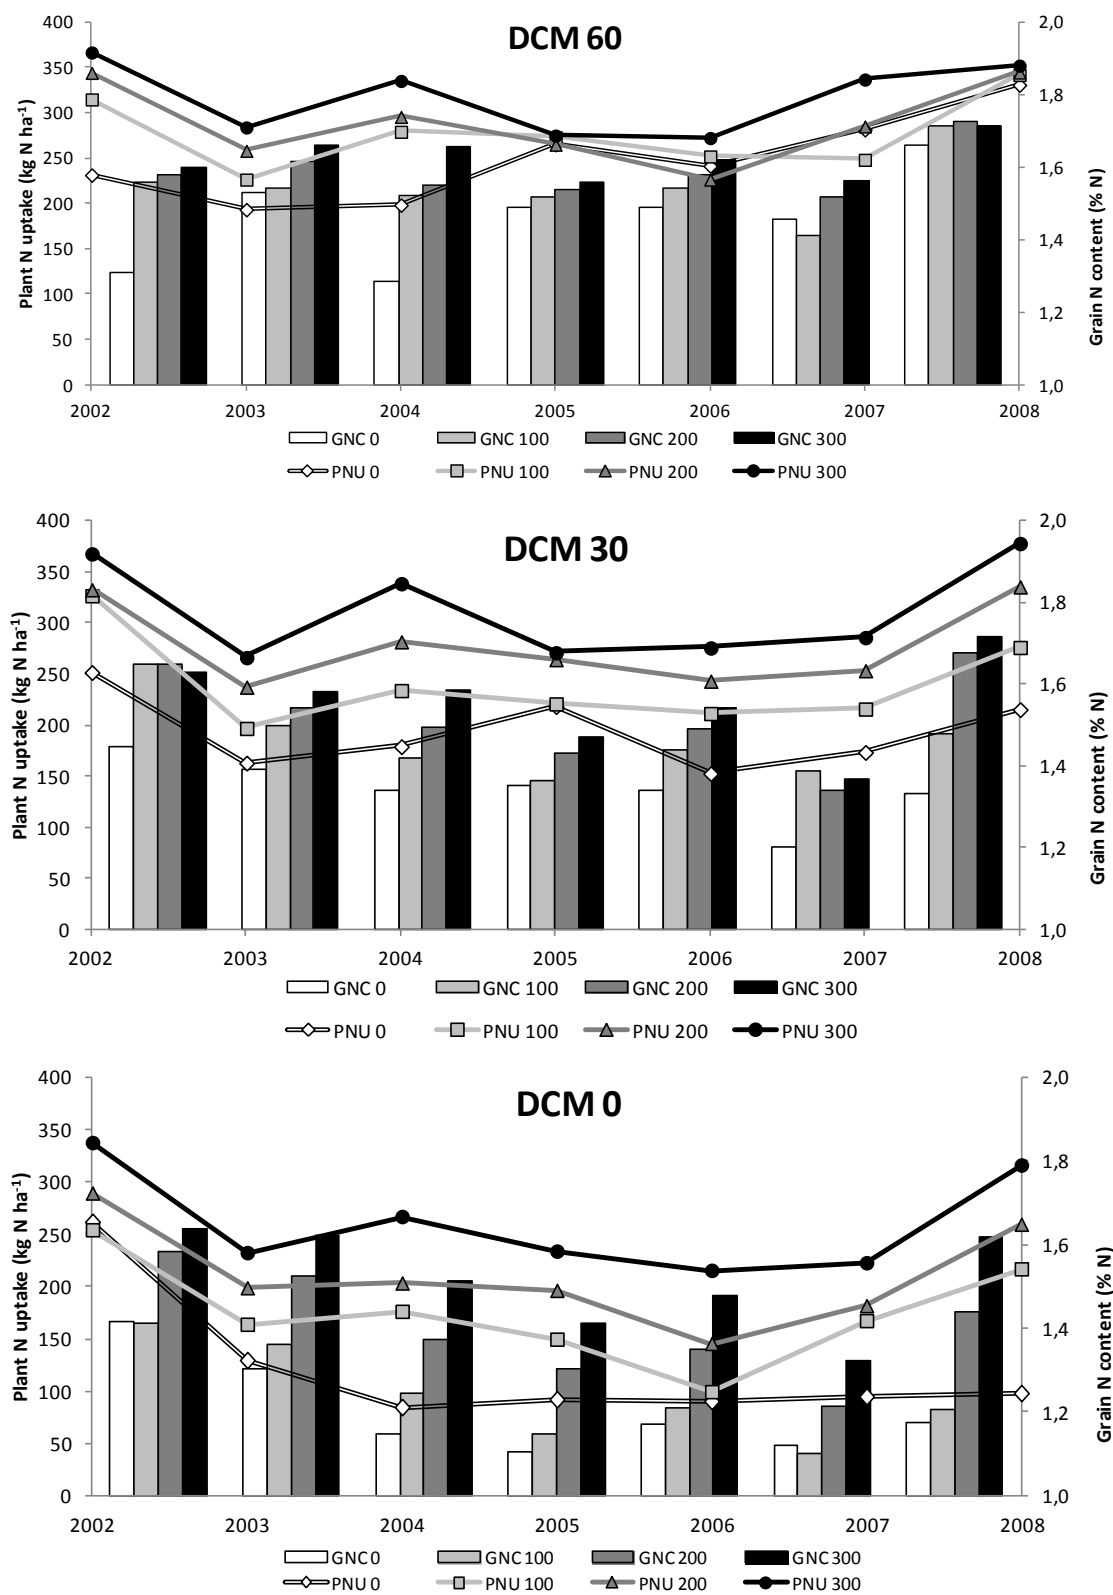 DCM 60
Plant N uptake (kg N ha⁻¹)
400
350
300
250
200
150
100
50
0
2,0
1,8
1,6
1,4
1,2
1,0
Grain N content (% N)
2002 2003 2004 2005 2006 2007 2008
GNC 0 GNC 100 GNC 200 GNC 300
PNU 0 PNU 100 PNU 200 PNU 300
DCM 30
Plant N uptake (kg N ha⁻¹)
400
350
300
250
200
150
100
50
0
2,0
1,8
1,6
1,4
1,2
1,0
Grain N content (% N)
2002 2003 2004 2005 2006 2007 2008
GNC 0 GNC 100 GNC 200 GNC 300
PNU 0 PNU 100 PNU 200 PNU 300
DCM 0
Plant N uptake (kg N ha⁻¹)
400
350
300
250
200
150
100
50
0
2,0
1,8
1,6
1,4
1,2
1,0
Grain N content (% N)
2002 2003 2004 2005 2006 2007 2008
GNC 0 GNC 100 GNC 200 GNC 300
PNU 0 PNU 100 PNU 200 PNU 300